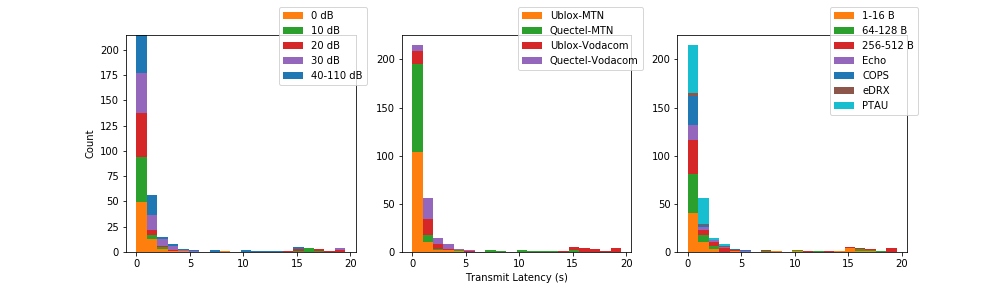 0 dB
10 dB
20 dB
30 dB
40-110 dB
200
175
150
125
100
75
50
25
0
Count
0
5
10
15
20
Ublox-MTN
Quectel-MTN
Ublox-Vodacom
Quectel-Vodacom
200
150
100
50
0
0
5
10
15
20
Transmit Latency (s)
1-16 B
64-128 B
256-512 B
Echo
COPS
eDRX
PTAU
200
150
100
50
0
0
5
10
15
20